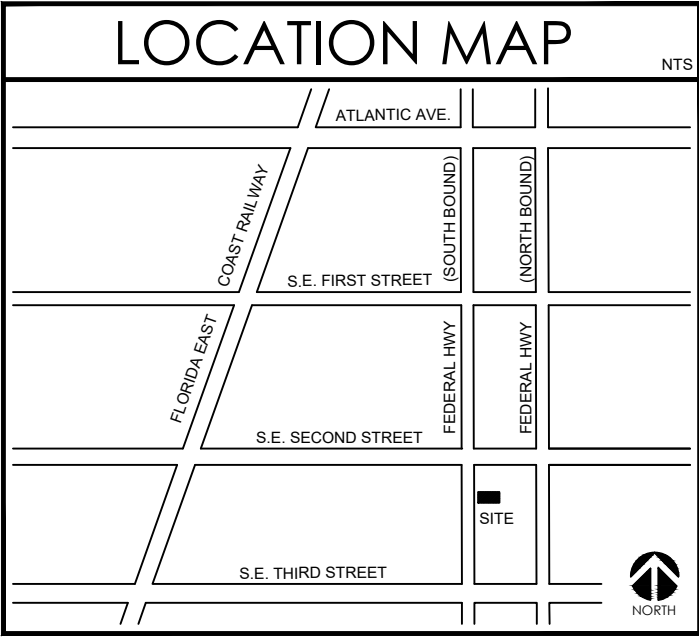 LOCATION MAP
NTS
ATLANTIC AVE.
COAST RAILWAY
(SOUTH BOUND)
(NORTH BOUND)
S.E. FIRST STREET
FLORIDA EAST
FEDERAL HWY
FEDERAL HWY
S.E. SECOND STREET
SITE
S.E. THIRD STREET
NORTH